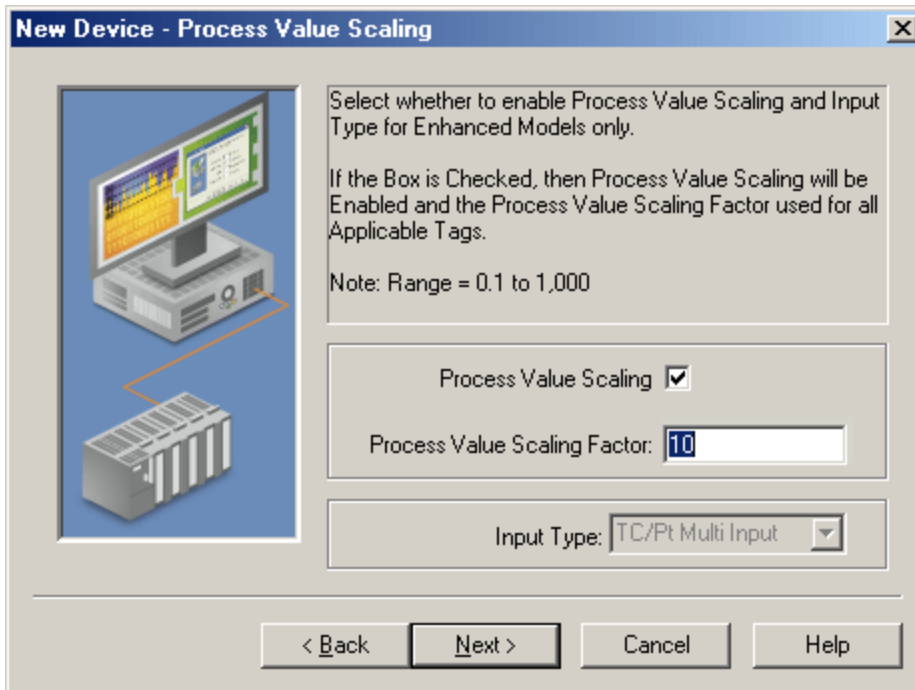 New Device - Process Value Scaling
Select whether to enable Process Value Scaling and Input
Type for Enhanced Models only.
If the Box is Checked, then Process Value Scaling will be
Enabled and the Process Value Scaling Factor used for all
Applicable Tags.
Note: Range = 0.1 to 1,000
Process Value Scaling
Process Value Scaling Factor: 10
Input Type: TC/Pt Multi Input
< Back Next > Cancel Help